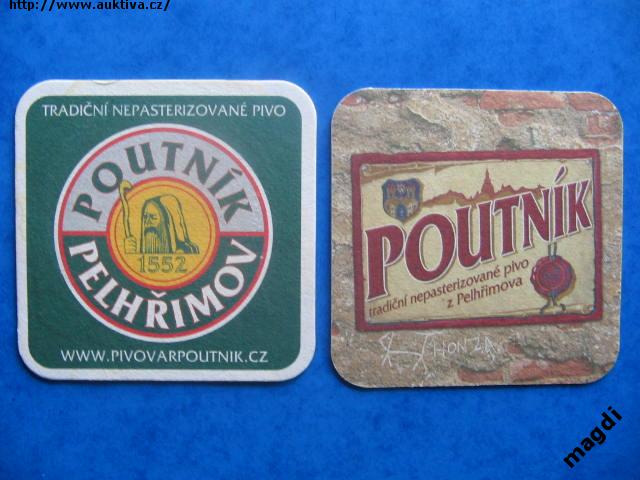 http://www.auktiva.cz/
TRADIČNÍ NEPASTERIZOVANÉ PIVO
POUTNÍK
1552
PELHŘIMOV
WWW.PIVOVARPOUTNIK.CZ
POUTNÍK
tradiční nepasterizované pivo
z Pelhřimova
HONZA
magdi